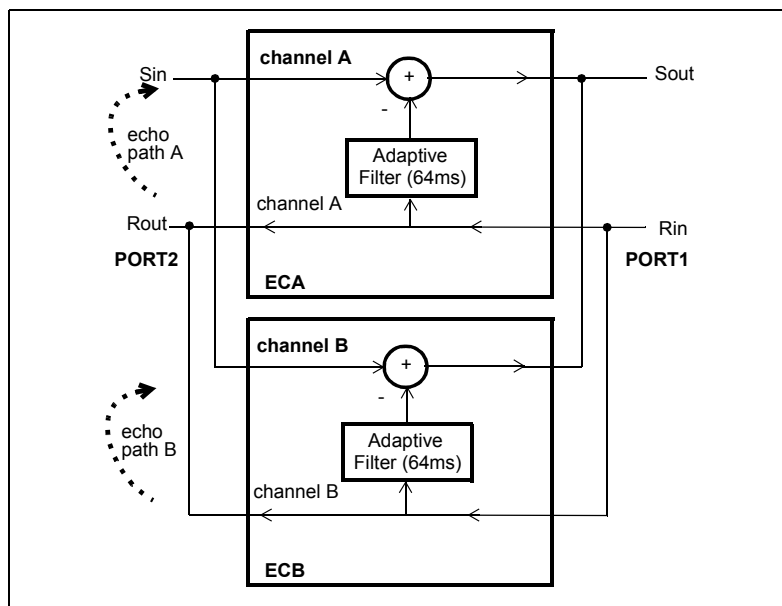 channel A
Sin
+
Sout
-
echo
path A
Adaptive
Filter (64ms)
channel A
Rout
Rin
PORT2
PORT1
ECA
channel B
+
-
echo
path B
Adaptive
Filter (64ms)
channel B
ECB